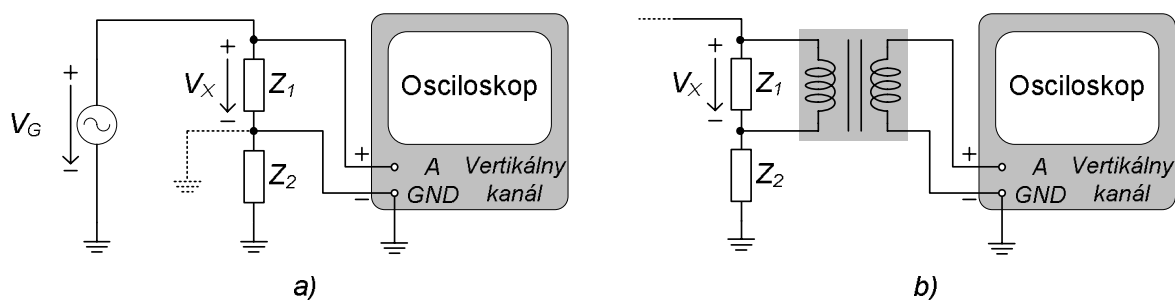 +
V_G
−
+
V_X
−
Z_1
Z_2
Osciloskop
+
A Vertikálny
− GND kanál
a)
+
V_X
−
Z_1
Z_2
Osciloskop
+
A Vertikálny
− GND kanál
b)